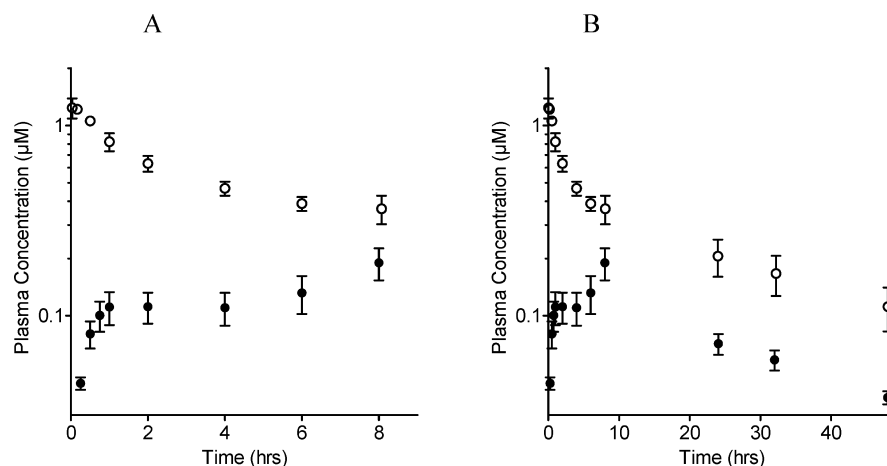 A
B
Plasma Concentration (µM)
1
0.1
0 2 4 6 8
Time (hrs)
Plasma Concentration (µM)
1
0.1
0 10 20 30 40
Time (hrs)